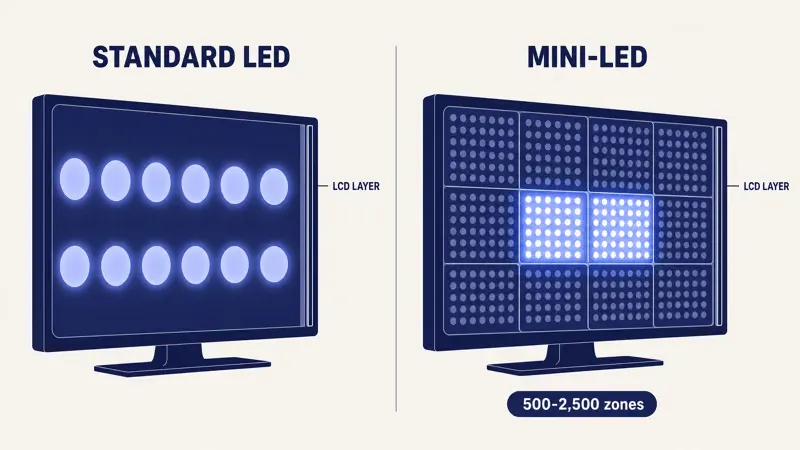 STANDARD LED
MINI-LED
LCD LAYER
LCD LAYER
500-2,500 zones